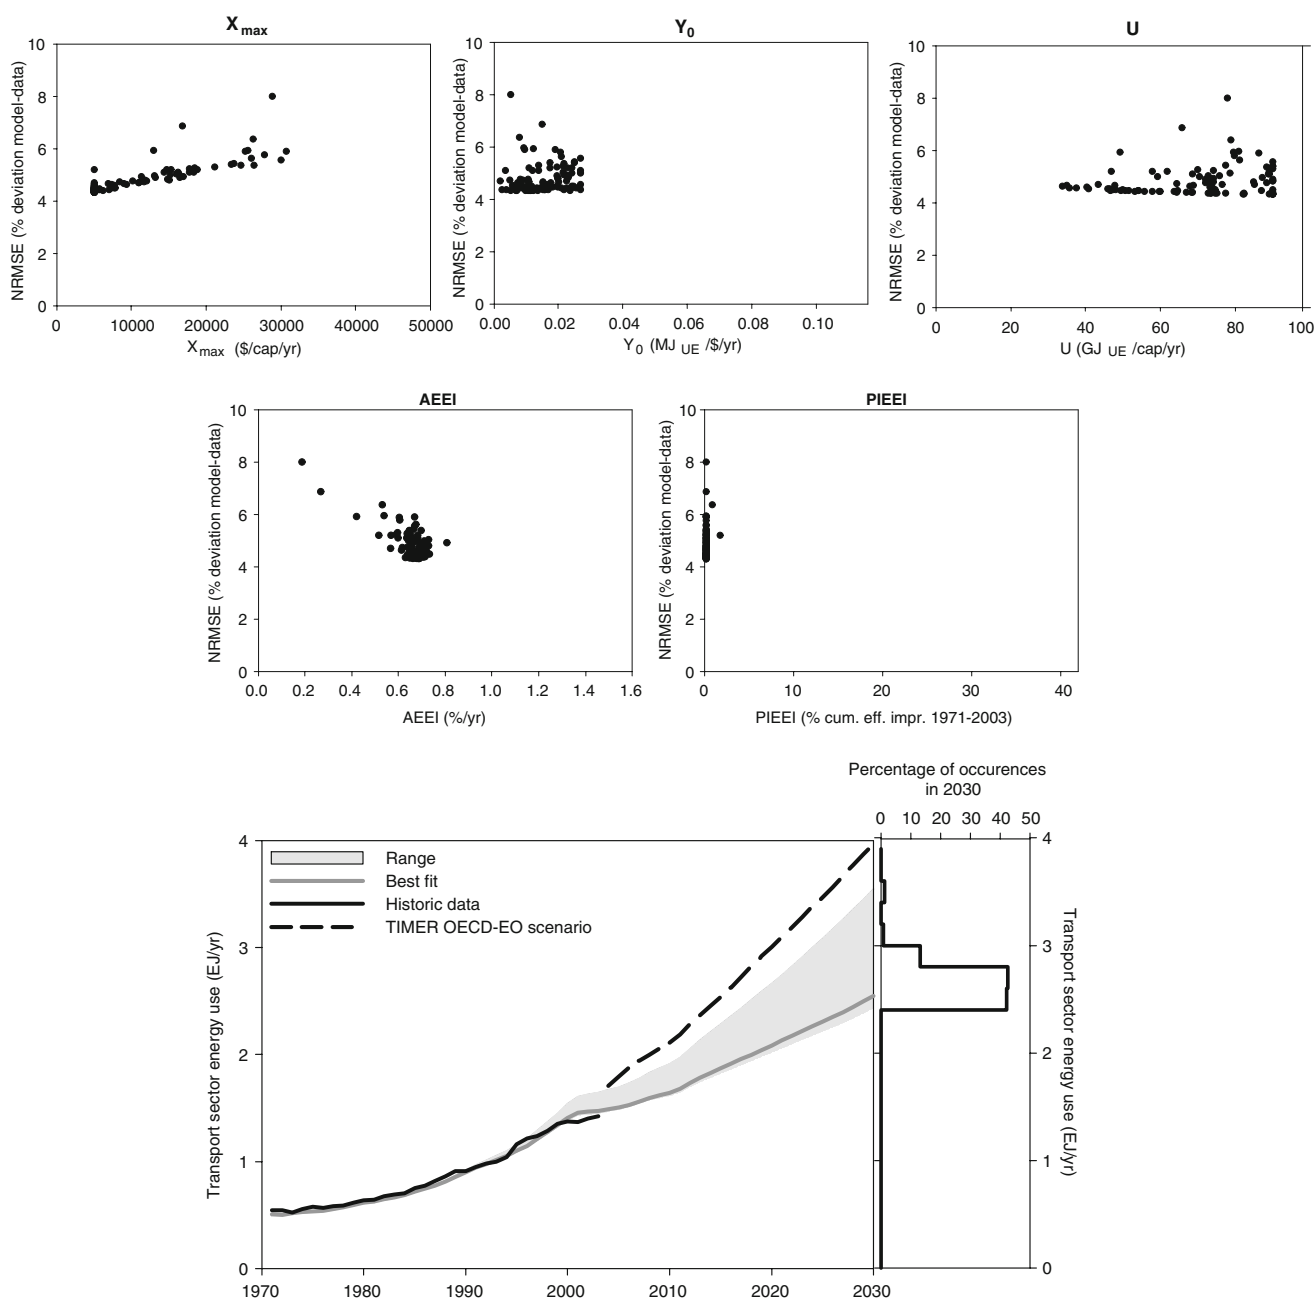 X max
Y0
U
NRMSE (% deviation model-data)
10
8
6
4
2
0
0 10000 20000 30000 40000 50000
X max ($/cap/yr)
NRMSE (% deviation model-data)
10
8
6
4
2
0
0.00 0.02 0.04 0.06 0.08 0.10
Y0 (MJ UE /$/yr)
NRMSE (% deviation model-data)
10
8
6
4
2
0
0 20 40 60 80 100
U (GJ UE /cap/yr)
AEEI
NRMSE (% deviation model-data)
10
8
6
4
2
0
0.0 0.2 0.4 0.6 0.8 1.0 1.2 1.4 1.6
AEEI (%/yr)
PIEEI
NRMSE (% deviation model-data)
10
8
6
4
2
0
0 10 20 30 40
PIEEI (% cum. eff. impr. 1971-2003)
Percentage of occurences
in 2030
0 10 20 30 40 50
Transport sector energy use (EJ/yr)
4
3
2
1
0
Range
Best fit
Historic data
TIMER OECD-EO scenario
1970 1980 1990 2000 2010 2020 2030
4
3
2
1
0
Transport sector energy use (EJ/yr)